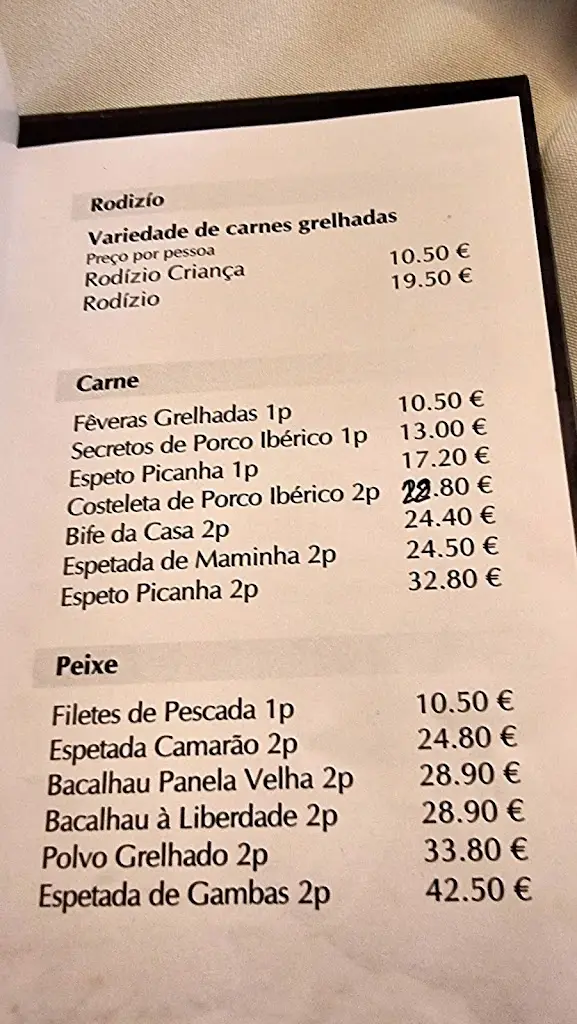 Rodizío
Variedade de carnes grelhadas
Preço por pessoa
Rodízio Criança 10.50 €
Rodízio 19.50 €
Carne
Fêveras Grelhadas 1p 10.50 €
Secretos de Porco Ibérico 1p 13.00 €
Espeto Picanha 1p 17.20 €
Costeleta de Porco Ibérico 2p 22.80 €
Bife da Casa 2p 24.40 €
Espetada de Maminha 2p 24.50 €
Espeto Picanha 2p 32.80 €
Peixe
Filetes de Pescada 1p 10.50 €
Espetada Camarão 2p 24.80 €
Bacalhau Panela Velha 2p 28.90 €
Bacalhau à Liberdade 2p 28.90 €
Polvo Grelhado 2p 33.80 €
Espetada de Gambas 2p 42.50 €